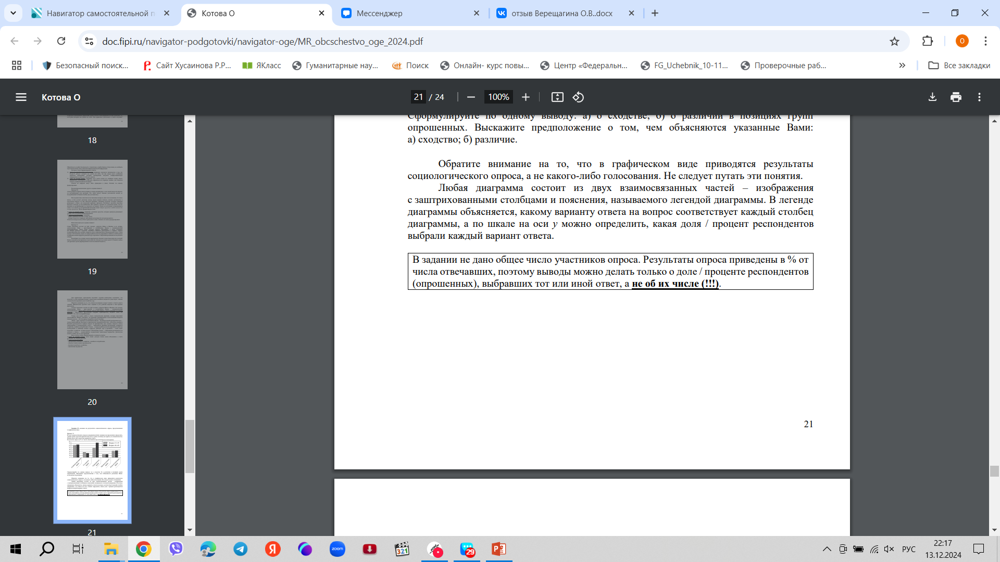 Навигатор самостоятельной п
Котова О
Мессенджер
отзыв Верещагина О.В..docx
doc.fipi.ru/navigator-podgotovki/navigator-oge/MR_obcschestvo_oge_2024.pdf
О
Безопасный поиск...
Сайт Хусаинова Р.Р...
ЯКласс
Гуманитарные нау...
Поиск
Онлайн- курс повы...
Центр «Федеральн...
FG_Uchebnik_10-11...
Проверочные раб...
Все закладки
Котова О
21 / 24
100%
18
19
20
21
Сформулируйте по одному выводу: а) о сходстве; б) о различии в позициях групп
опрошенных. Выскажите предположение о том, чем объясняются указанные Вами:
а) сходство; б) различие.
Обратите внимание на то, что в графическом виде приводятся результаты
социологического опроса, а не какого-либо голосования. Не следует путать эти понятия.
Любая диаграмма состоит из двух взаимосвязанных частей – изображения
с заштрихованными столбцами и пояснения, называемого легендой диаграммы. В легенде
диаграммы объясняется, какому варианту ответа на вопрос соответствует каждый столбец
диаграммы, а по шкале на оси y можно определить, какая доля / процент респондентов
выбрали каждый вариант ответа.
В задании не дано общее число участников опроса. Результаты опроса приведены в % от
числа отвечавших, поэтому выводы можно делать только о доле / проценте респондентов
(опрошенных), выбравших тот или иной ответ, а не об их числе (!!!).
21
zoom
321
29
РУС
22:17
13.12.2024